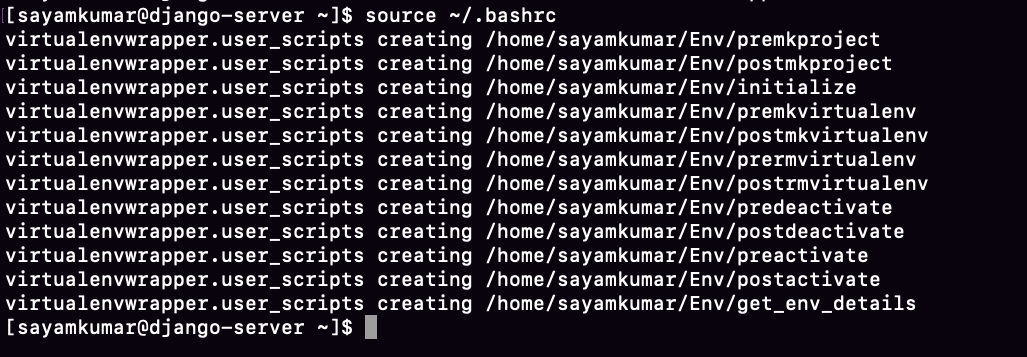 [sayamkumar@django-server ~]$ source ~/.bashrc
virtualenvwrapper.user_scripts creating /home/sayamkumar/Env/premkproject
virtualenvwrapper.user_scripts creating /home/sayamkumar/Env/postmkproject
virtualenvwrapper.user_scripts creating /home/sayamkumar/Env/initialize
virtualenvwrapper.user_scripts creating /home/sayamkumar/Env/premkvirtualenv
virtualenvwrapper.user_scripts creating /home/sayamkumar/Env/postmkvirtualenv
virtualenvwrapper.user_scripts creating /home/sayamkumar/Env/prermvirtualenv
virtualenvwrapper.user_scripts creating /home/sayamkumar/Env/postrmvirtualenv
virtualenvwrapper.user_scripts creating /home/sayamkumar/Env/predeactivate
virtualenvwrapper.user_scripts creating /home/sayamkumar/Env/postdeactivate
virtualenvwrapper.user_scripts creating /home/sayamkumar/Env/preactivate
virtualenvwrapper.user_scripts creating /home/sayamkumar/Env/postactivate
virtualenvwrapper.user_scripts creating /home/sayamkumar/Env/get_env_details
[sayamkumar@django-server ~]$